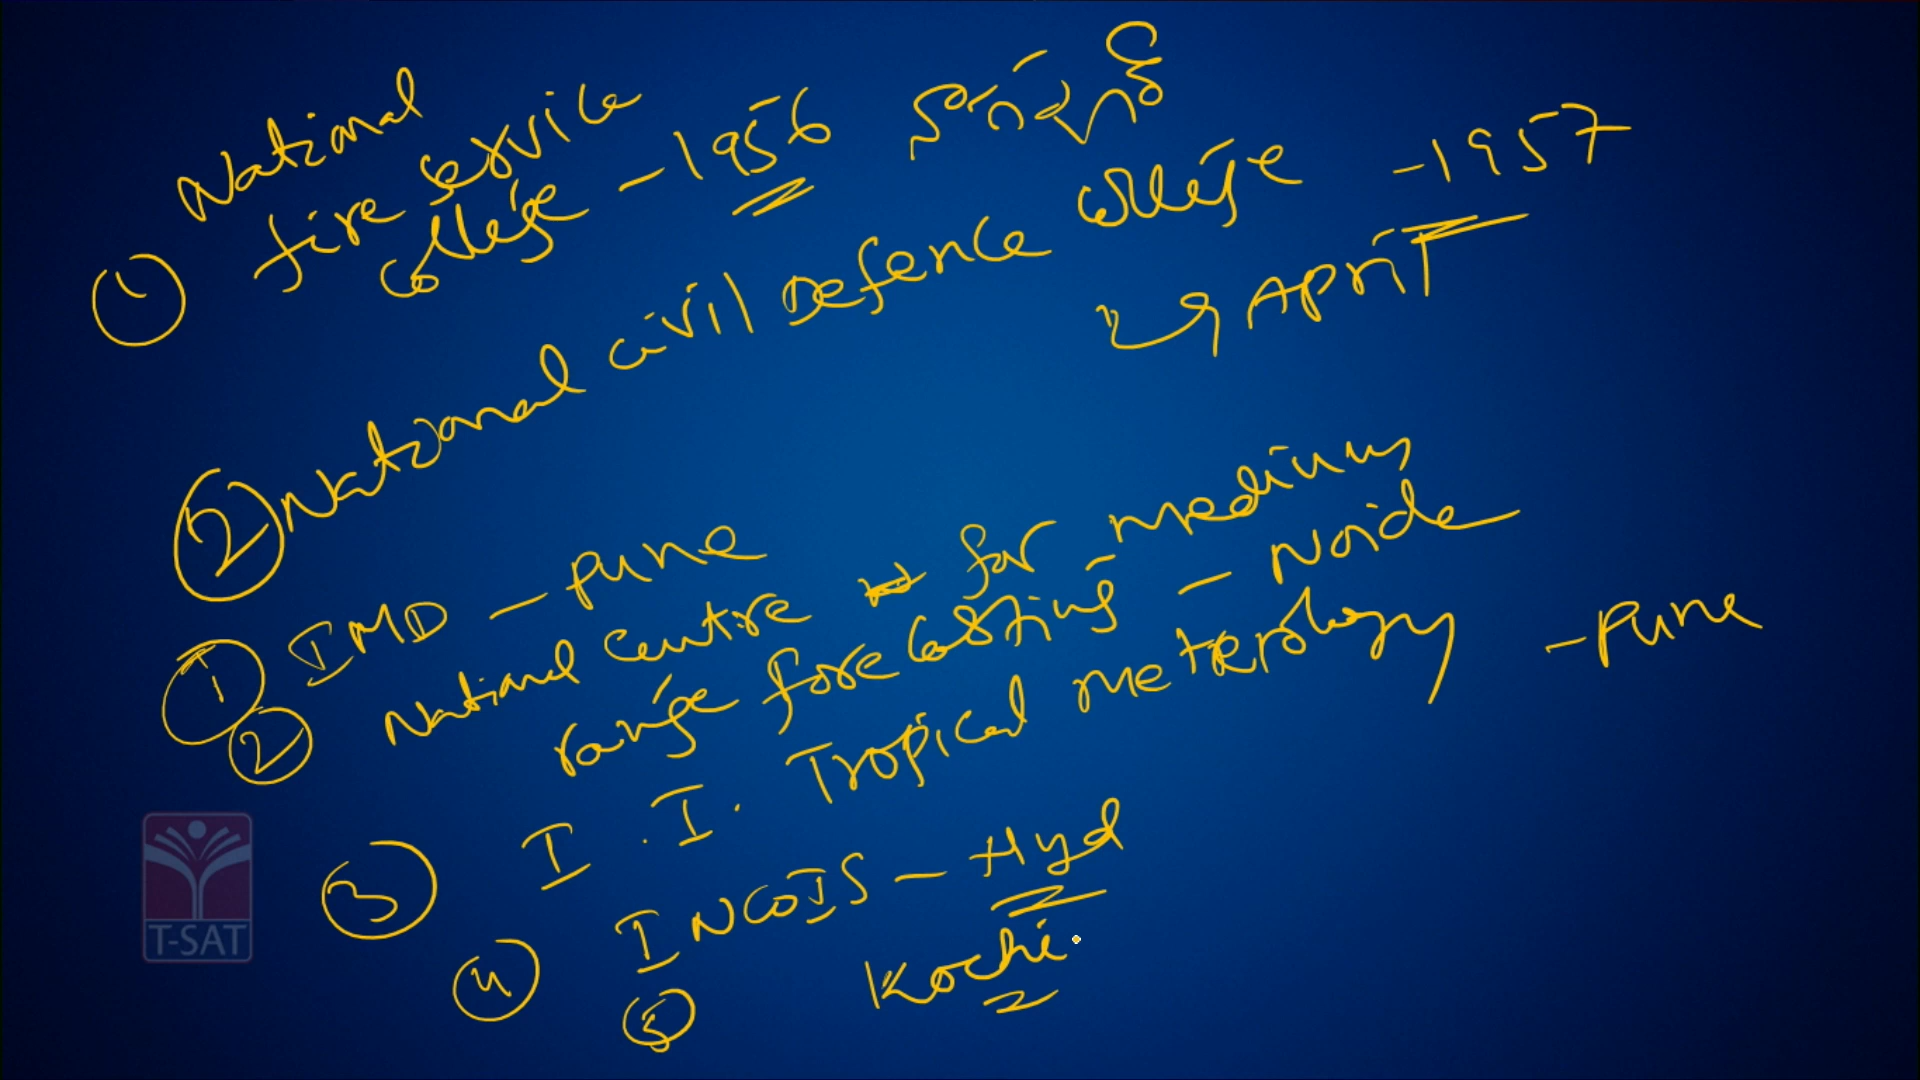 ① National
fire service
college - 1956 నాగ్‌పూర్
② National civil Defence college - 1957
29 April
① IMD - Pune
② National Centre for medium
range forecasting - Noida
③ I. I. Tropical meterology - Pune
④ INCOIS - Hyd
⑤ Kochi
T-SAT